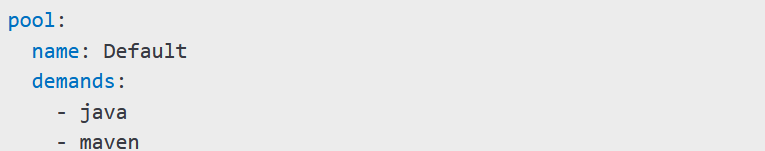 pool:
  name: Default
  demands:
    - java
    - maven